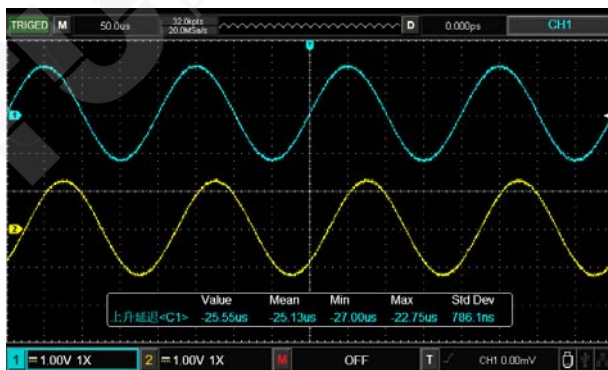 TRIGED M 50.0us 32.0kpts 20.0MSa/s D 0.000ps CH1
T
1
2
Value Mean Min Max Std Dev
上升延迟<C1> -25.55us -25.13us -27.00us -22.75us 786.1ns
1 1.00V 1X 2 1.00V 1X M OFF T CH1 0.00mV